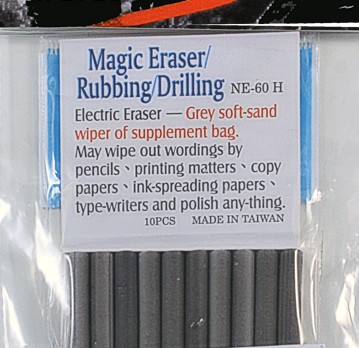 Magic Eraser/
Rubbing/Drilling NE-60 H
Electric Eraser — Grey soft-sand
wiper of supplement bag.
May wipe out wordings by
pencils、printing matters、copy
papers、ink-spreading papers、
type-writers and polish any-thing.
10PCS MADE IN TAIWAN